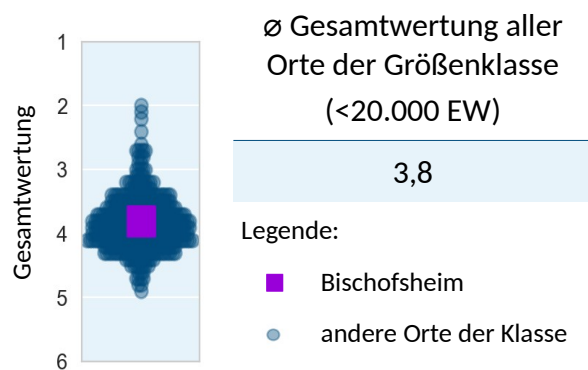 ø Gesamtwertung aller
Orte der Größenklasse
(<20.000 EW)
3,8
Legende:
Bischofsheim
andere Orte der Klasse
Gesamtwertung
1
2
3
4
5
6